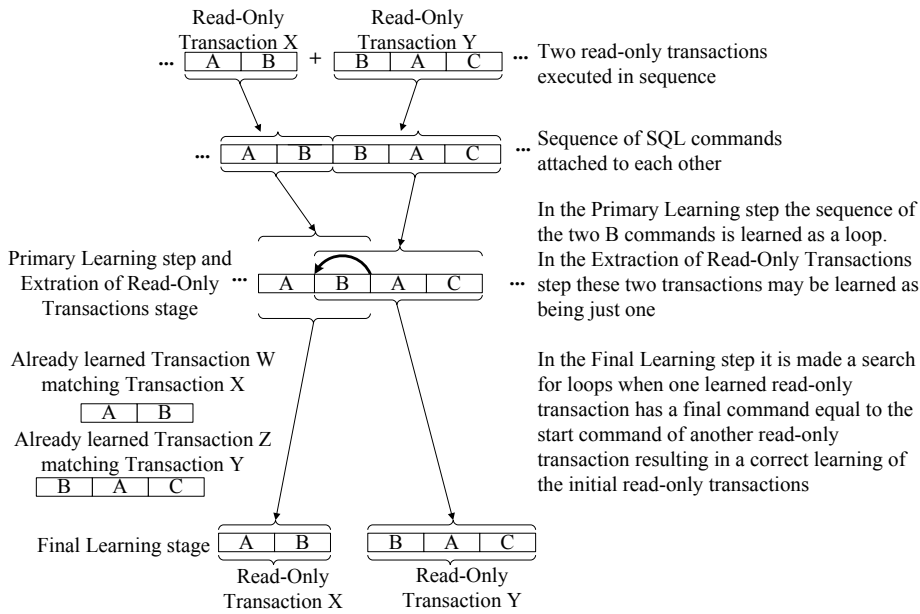 Read-Only
Transaction X
Read-Only
Transaction Y
... A B + B A C ... Two read-only transactions
executed in sequence
... A B B A C ... Sequence of SQL commands
attached to each other
In the Primary Learning step the sequence of
the two B commands is learned as a loop.
In the Extraction of Read-Only Transactions
step these two transactions may be learned as
being just one
Primary Learning step and
Extration of Read-Only
Transactions stage
... A B A C ...
Already learned Transaction W
matching Transaction X
A B
Already learned Transaction Z
matching Transaction Y
B A C
In the Final Learning step it is made a search
for loops when one learned read-only
transaction has a final command equal to the
start command of another read-only
transaction resulting in a correct learning of
the initial read-only transactions
Final Learning stage A B B A C
Read-Only
Transaction X
Read-Only
Transaction Y